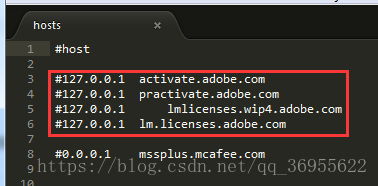 hosts ×
1 #host
2
3 #127.0.0.1 activate.adobe.com
4 #127.0.0.1 practivate.adobe.com
5 #127.0.0.1 lmlicenses.wip4.adobe.com
6 #127.0.0.1 lm.licenses.adobe.com
7
8 #0.0.0.1 mssplus.mcafee.com
https://blog.csdn.net/qq_36955622